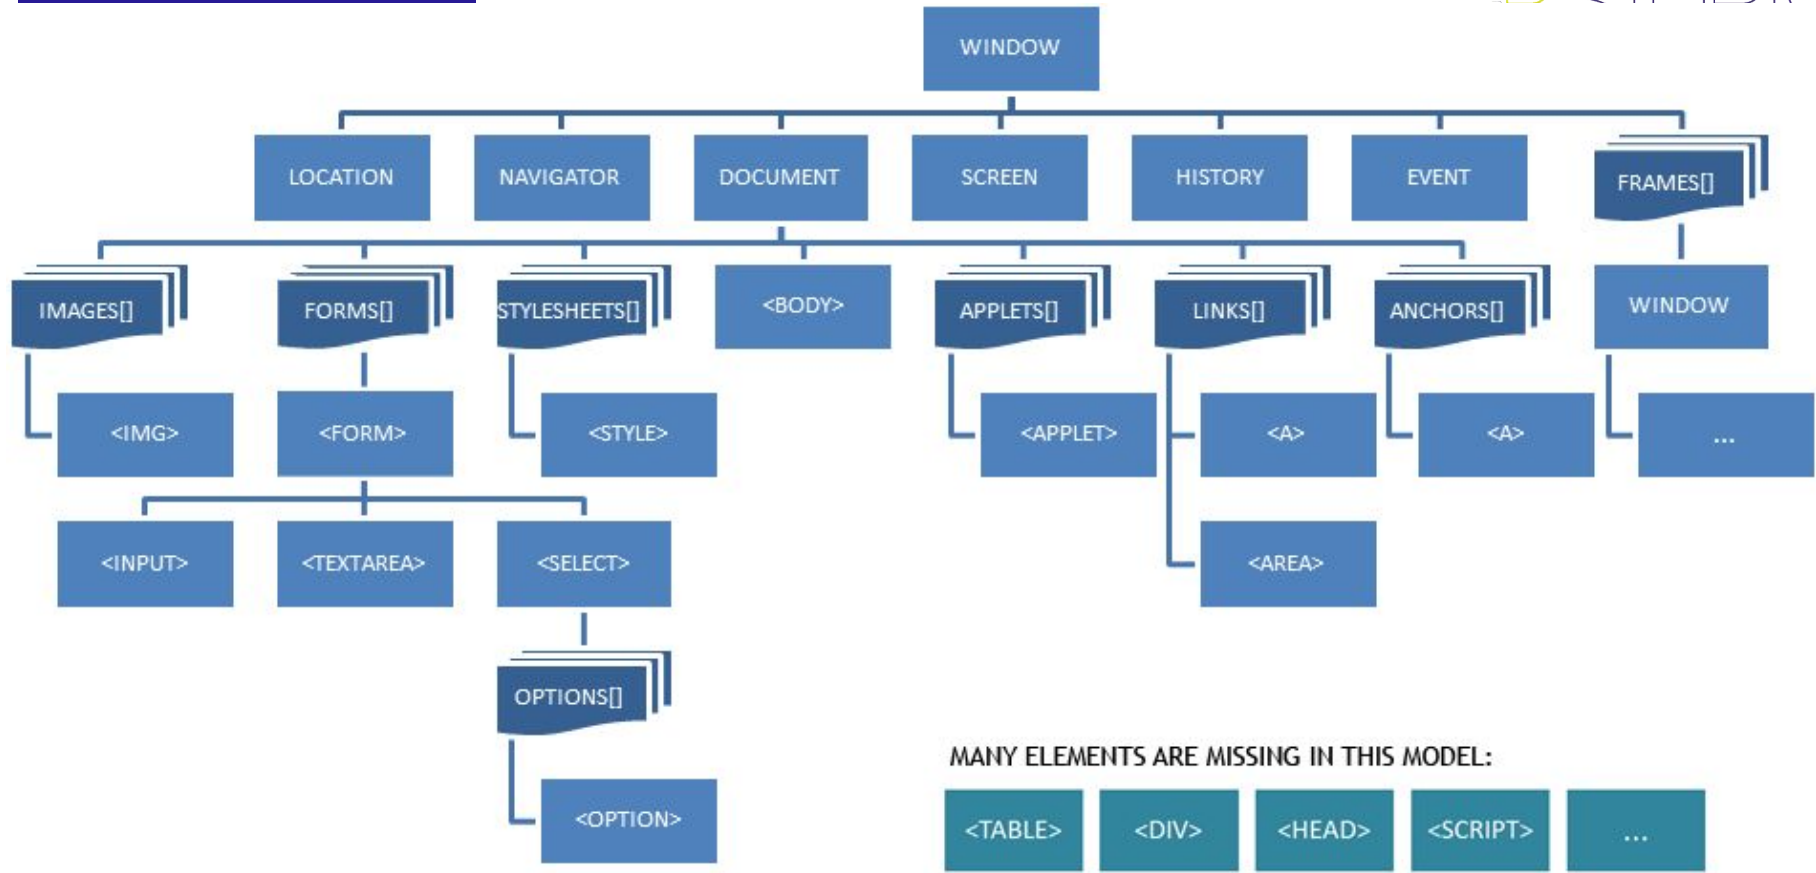 WINDOW
LOCATION
NAVIGATOR
DOCUMENT
SCREEN
HISTORY
EVENT
FRAMES[]
IMAGES[]
FORMS[]
STYLESHEETS[]
<BODY>
APPLETS[]
LINKS[]
ANCHORS[]
WINDOW
<IMG>
<FORM>
<STYLE>
<APPLET>
<A>
<A>
...
<INPUT>
<TEXTAREA>
<SELECT>
<AREA>
OPTIONS[]
<OPTION>
MANY ELEMENTS ARE MISSING IN THIS MODEL:
<TABLE>
<DIV>
<HEAD>
<SCRIPT>
...